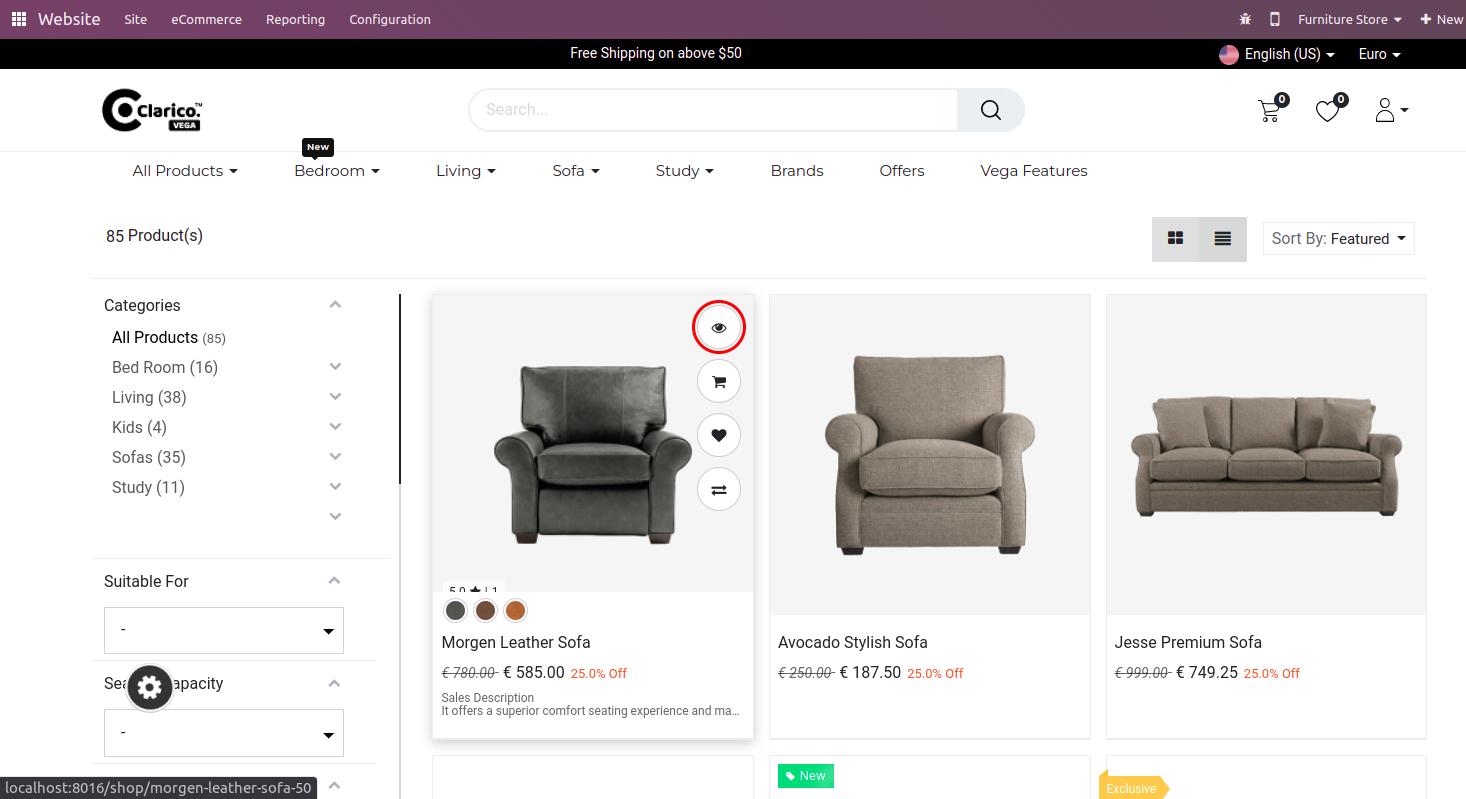 Website Site eCommerce Reporting Configuration Furniture Store New
Free Shipping on above $50 English (US) Euro
Clarico.™
VEGA
Search...
0 0
New
All Products Bedroom Living Sofa Study Brands Offers Vega Features
85 Product(s)
Sort By: Featured
Categories
All Products (85)
Bed Room (16)
Living (38)
Kids (4)
Sofas (35)
Study (11)
Suitable For
-
-
5.0 ★ | 1
Morgen Leather Sofa
€ 780.00 € 585.00 25.0% Off
Sales Description
It offers a superior comfort seating experience and ma...
Avocado Stylish Sofa
€ 250.00 € 187.50 25.0% Off
Jesse Premium Sofa
€ 999.00 € 749.25 25.0% Off
New
Exclusive
localhost:8016/shop/morgen-leather-sofa-50